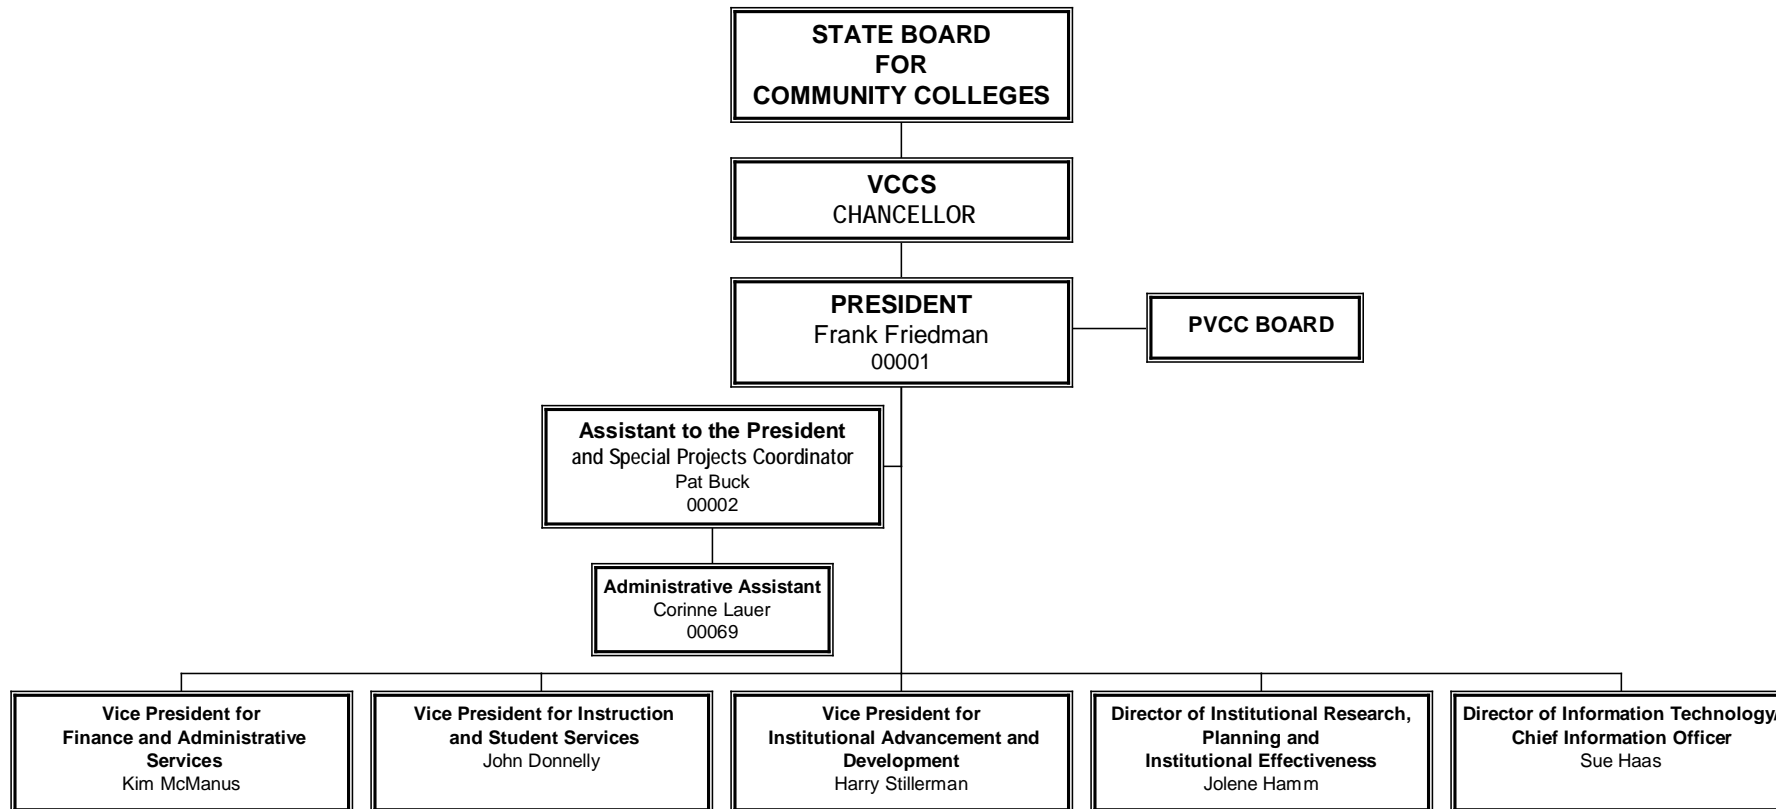 STATE BOARD
FOR
COMMUNITY COLLEGES
VCCS
CHANCELLOR
PRESIDENT
Frank Friedman
00001
PVCC BOARD
Assistant to the President
and Special Projects Coordinator
Pat Buck
00002
Administrative Assistant
Corinne Lauer
00069
Vice President for
Finance and Administrative
Services
Kim McManus
Vice President for Instruction
and Student Services
John Donnelly
Vice President for
Institutional Advancement and
Development
Harry Stillerman
Director of Institutional Research,
Planning and
Institutional Effectiveness
Jolene Hamm
Director of Information Technology/
Chief Information Officer
Sue Haas